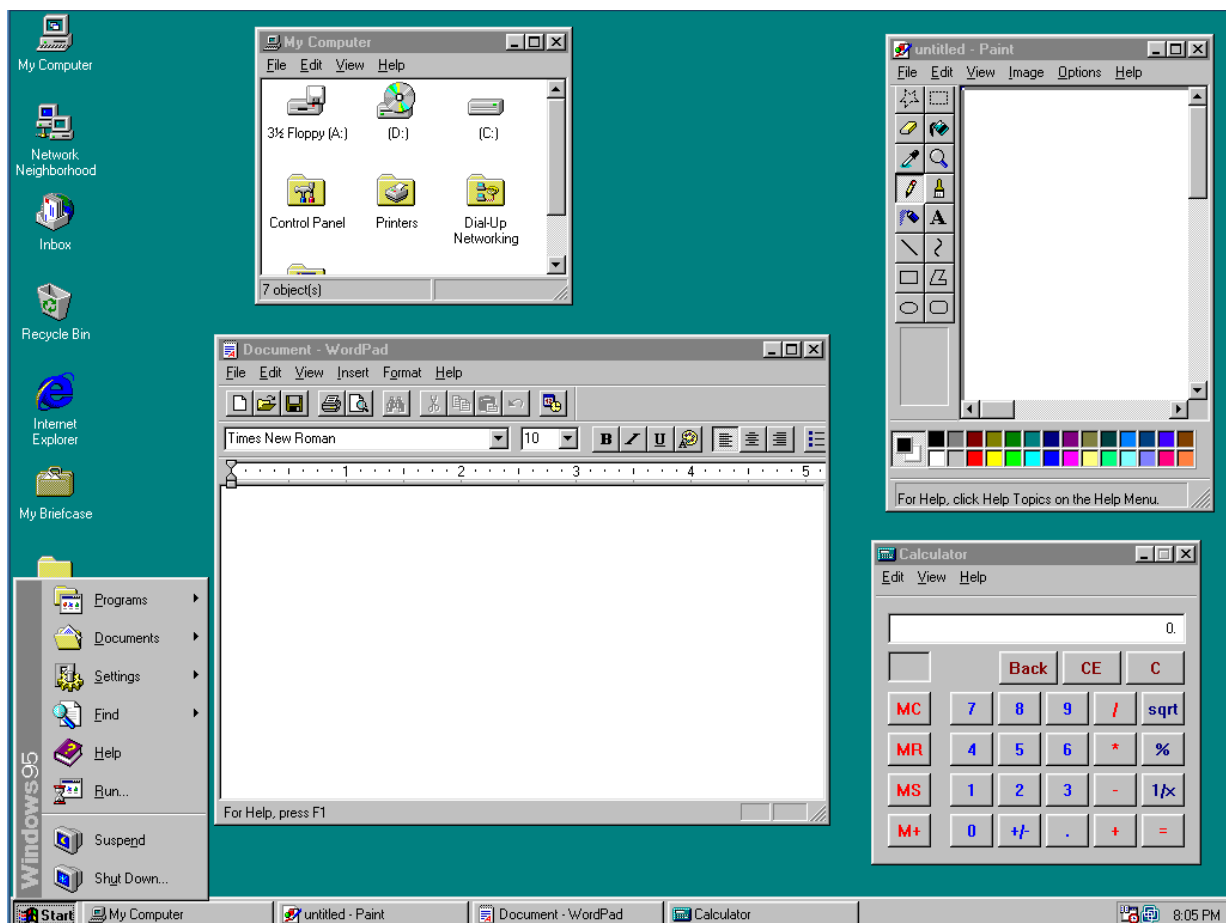 My Computer
Network
Neighborhood
Inbox
Recycle Bin
Internet
Explorer
My Briefcase
My Computer
File Edit View Help
3½ Floppy (A:) (D:) (C:)
Control Panel Printers Dial-Up
Networking
7 object(s)
untitled - Paint
File Edit View Image Options Help
A
For Help, click Help Topics on the Help Menu.
Document - WordPad
File Edit View Insert Format Help
Times New Roman 10 B I U
1 2 3 4 5
For Help, press F1
Calculator
Edit View Help
0.
Back CE C
MC 7 8 9 / sqrt
MR 4 5 6 * %
MS 1 2 3 - 1/x
M+ 0 +/- . + =
Windows95
Programs
Documents
Settings
Find
Help
Run...
Suspend
Shut Down...
Start My Computer untitled - Paint Document - WordPad Calculator 8:05 PM